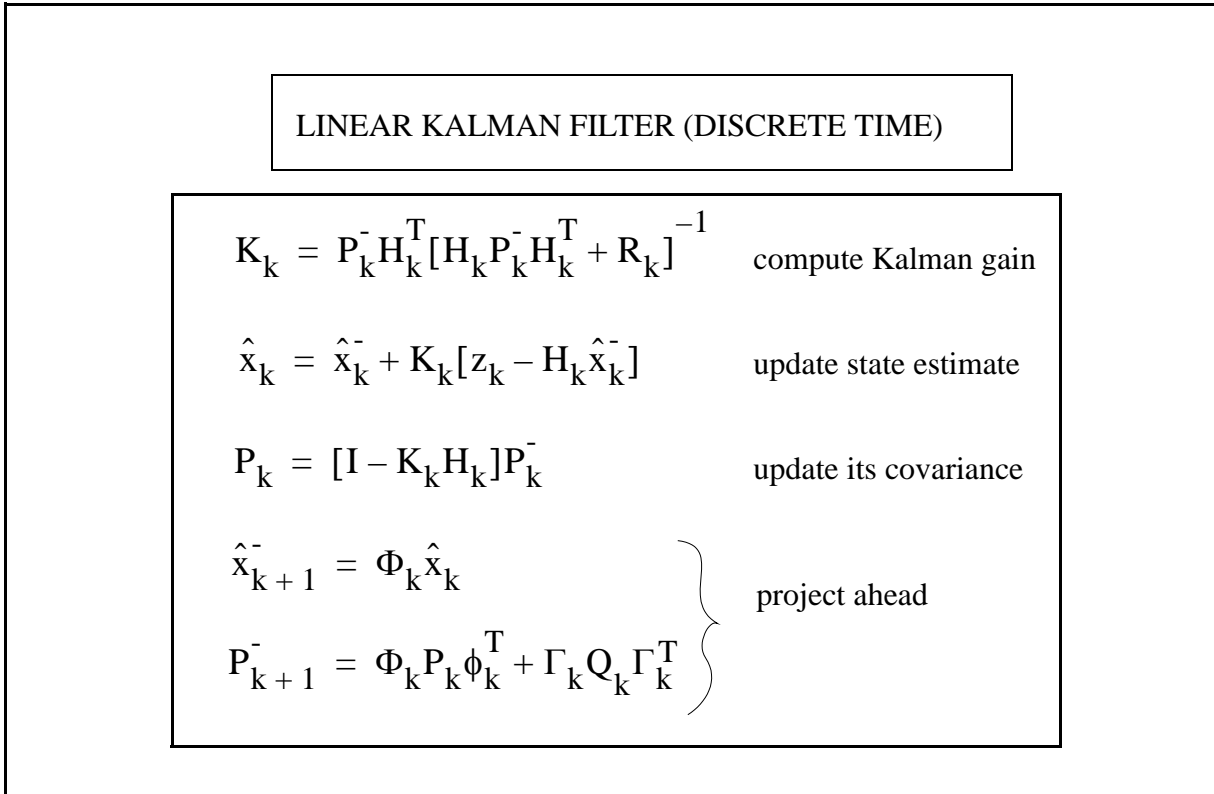 LINEAR KALMAN FILTER (DISCRETE TIME)
K_k = P_k^- H_k^T [H_k P_k^- H_k^T + R_k]^{–1} compute Kalman gain
x̂_k = x̂_k^- + K_k [z_k – H_k x̂_k^-] update state estimate
P_k = [I – K_k H_k] P_k^- update its covariance
x̂_{k + 1}^- = Φ_k x̂_k
project ahead
P_{k + 1}^- = Φ_k P_k ϕ_k^T + Γ_k Q_k Γ_k^T